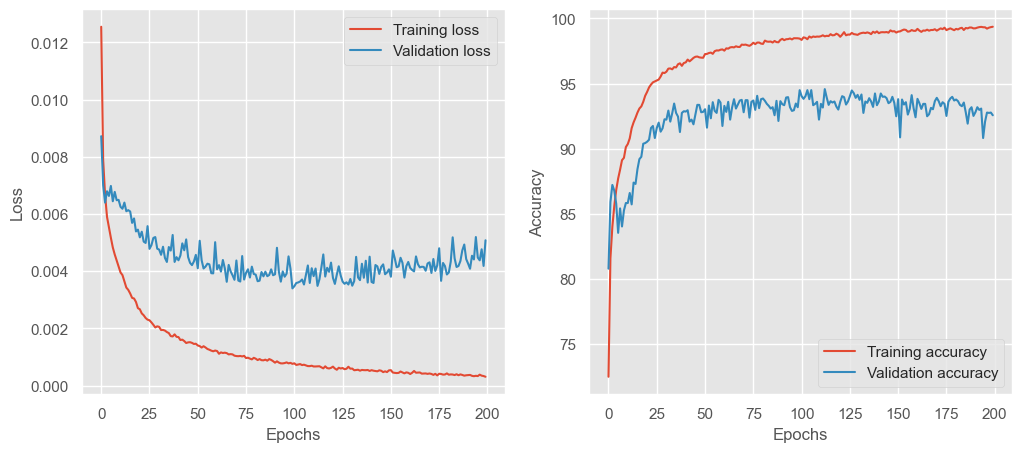 Training loss
Validation loss
0.012
0.010
0.008
0.006
0.004
0.002
0.000
Loss
0 25 50 75 100 125 150 175 200
Epochs
100
95
90
85
80
75
Accuracy
Training accuracy
Validation accuracy
0 25 50 75 100 125 150 175 200
Epochs